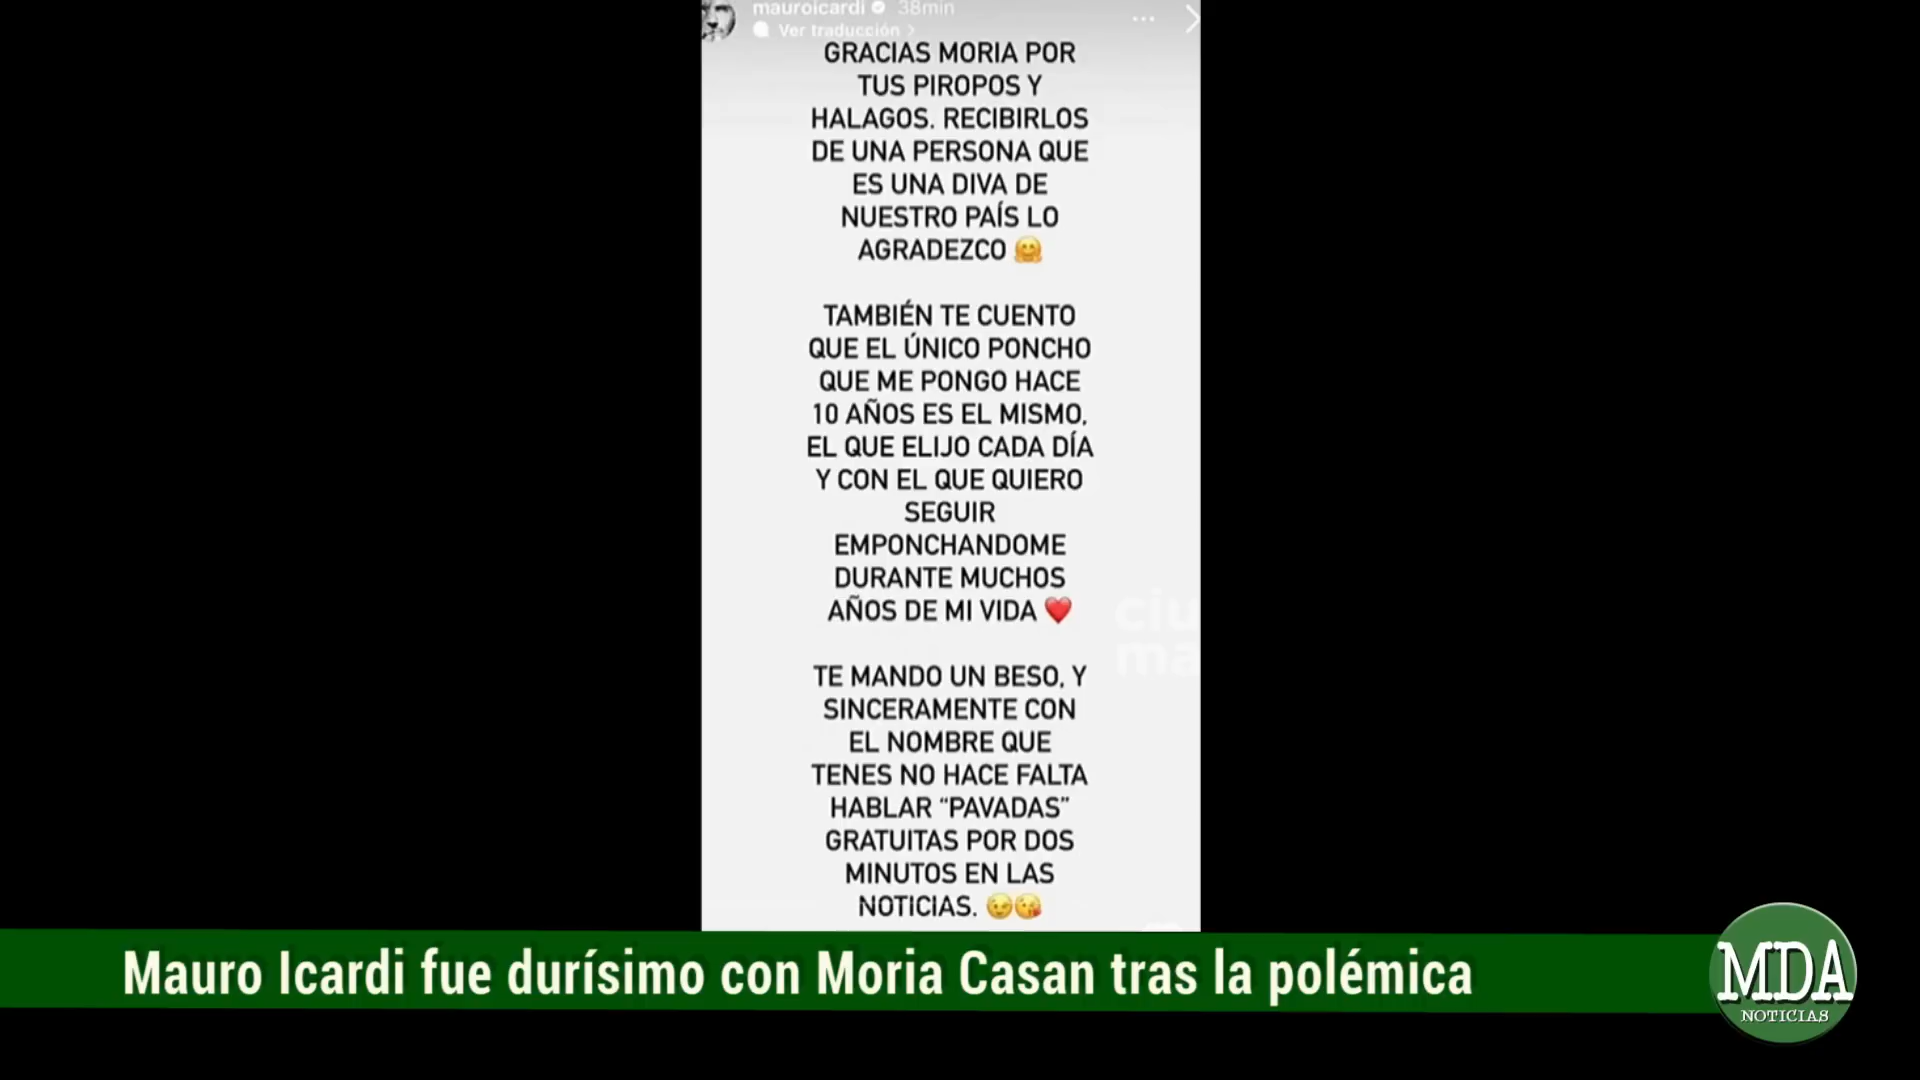 mauroicardi 38min
Ver traducción >
GRACIAS MORIA POR
TUS PIROPOS Y
HALAGOS. RECIBIRLOS
DE UNA PERSONA QUE
ES UNA DIVA DE
NUESTRO PAÍS LO
AGRADEZCO 🤗
TAMBIÉN TE CUENTO
QUE EL ÚNICO PONCHO
QUE ME PONGO HACE
10 AÑOS ES EL MISMO,
EL QUE ELIJO CADA DÍA
Y CON EL QUE QUIERO
SEGUIR
EMPONCHANDOME
DURANTE MUCHOS
AÑOS DE MI VIDA ❤️
TE MANDO UN BESO, Y
SINCERAMENTE CON
EL NOMBRE QUE
TENES NO HACE FALTA
HABLAR “PAVADAS”
GRATUITAS POR DOS
MINUTOS EN LAS
NOTICIAS. 😉😘
ciu
ma
Mauro Icardi fue durísimo con Moria Casan tras la polémica
MDA
NOTICIAS